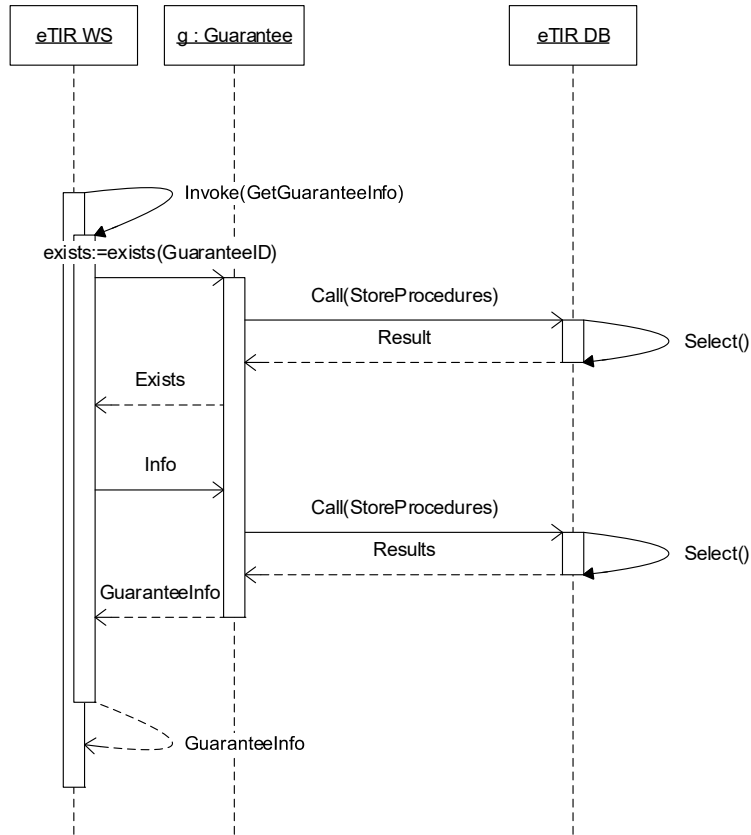 eTIR WS
g : Guarantee
eTIR DB
Invoke(GetGuaranteeInfo)
exists:=exists(GuaranteeID)
Call(StoreProcedures)
Result
Select()
Exists
Info
Call(StoreProcedures)
Results
Select()
GuaranteeInfo
GuaranteeInfo